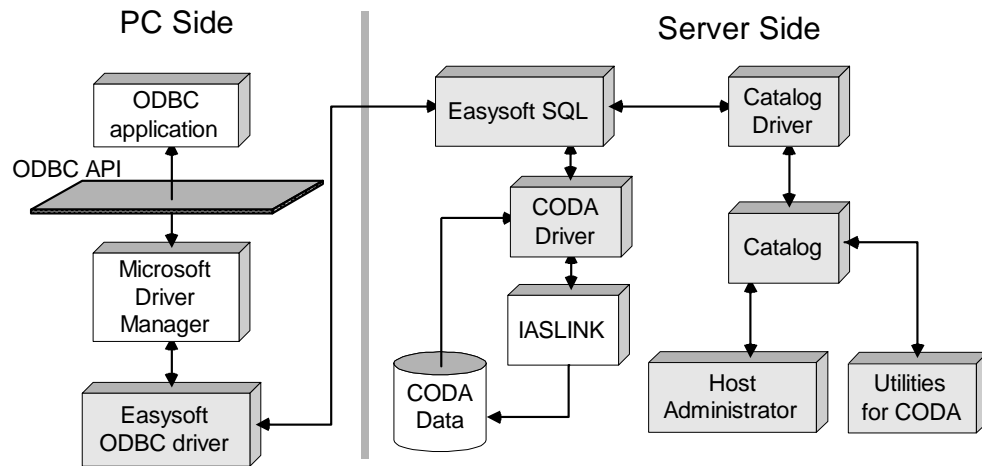 PC Side
Server Side
ODBC
application
ODBC API
Microsoft
Driver
Manager
Easysoft
ODBC driver
Easysoft SQL
Catalog
Driver
CODA
Driver
Catalog
IASLINK
CODA
Data
Host
Administrator
Utilities
for CODA